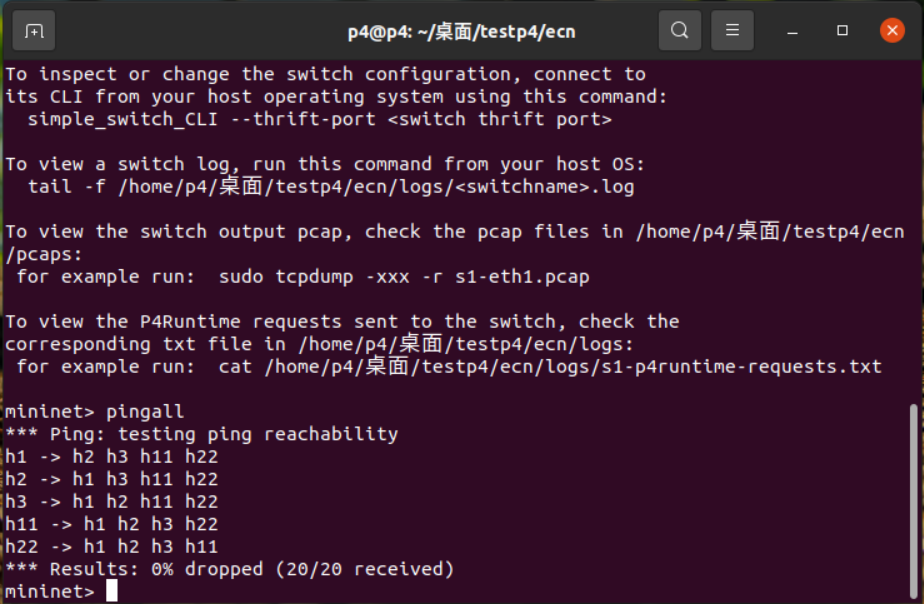 p4@p4: ~/桌面/testp4/ecn
To inspect or change the switch configuration, connect to
its CLI from your host operating system using this command:
  simple_switch_CLI --thrift-port <switch thrift port>
To view a switch log, run this command from your host OS:
  tail -f /home/p4/桌面/testp4/ecn/logs/<switchname>.log
To view the switch output pcap, check the pcap files in /home/p4/桌面/testp4/ecn
/pcaps:
 for example run:  sudo tcpdump -xxx -r s1-eth1.pcap
To view the P4Runtime requests sent to the switch, check the
corresponding txt file in /home/p4/桌面/testp4/ecn/logs:
 for example run:  cat /home/p4/桌面/testp4/ecn/logs/s1-p4runtime-requests.txt
mininet> pingall
*** Ping: testing ping reachability
h1 -> h2 h3 h11 h22
h2 -> h1 h3 h11 h22
h3 -> h1 h2 h11 h22
h11 -> h1 h2 h3 h22
h22 -> h1 h2 h3 h11
*** Results: 0% dropped (20/20 received)
mininet>